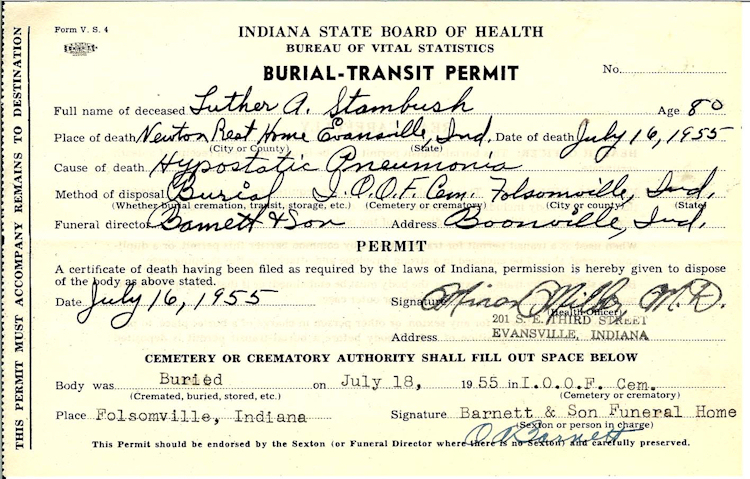 Form V. S. 4
INDIANA STATE BOARD OF HEALTH
BUREAU OF VITAL STATISTICS
BURIAL-TRANSIT PERMIT
No.
Full name of deceased Luther A. Stambush Age 80
Place of death Newton Rest Home Evansville, Ind. Date of death July 16, 1955
(City or County) (State)
Cause of death Hypostatic Pneumonia
Method of disposal Burial I.O.O.F. Cem. Folsomville, Ind.
(Whether burial cremation, transit, storage, etc.) (Cemetery or crematory) (City or county) (State)
Funeral director Barnett & Son Address Boonville, Ind.
PERMIT
A certificate of death having been filed as required by the laws of Indiana, permission is hereby given to dispose
of the body as above stated.
Date July 16, 1955 Signature Minor Miller, M.D.
(Health Officer)
201 S. E. THIRD STREET
Address EVANSVILLE, INDIANA
CEMETERY OR CREMATORY AUTHORITY SHALL FILL OUT SPACE BELOW
Body was Buried on July 18, 1955 in I.O.O.F. Cem.
(Cremated, buried, stored, etc.) (Cemetery or crematory)
Place Folsomville, Indiana Signature Barnett & Son Funeral Home
(Sexton or person in charge)
Barnett
This Permit should be endorsed by the Sexton (or Funeral Director where there is no Sexton) and carefully preserved.
THIS PERMIT MUST ACCOMPANY REMAINS TO DESTINATION